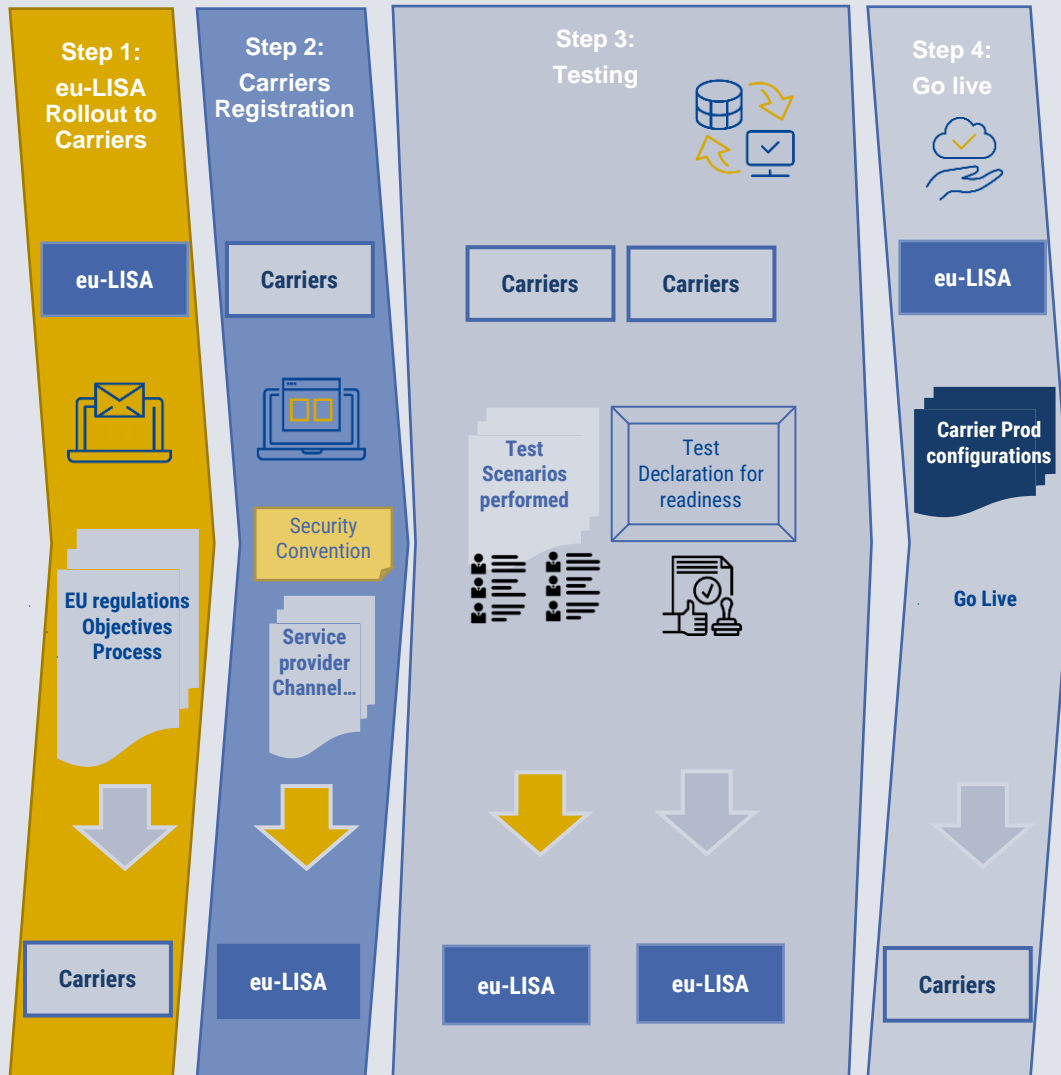 Step 1:
eu-LISA
Rollout to
Carriers
eu-LISA
EU regulations
Objectives
Process
Carriers
Step 2:
Carriers
Registration
Carriers
Security
Convention
Service
provider
Channel…
eu-LISA
Step 3:
Testing
Carriers
Test
Scenarios
performed
eu-LISA
Carriers
Test
Declaration for
readiness
eu-LISA
Step 4:
Go live
eu-LISA
Carrier Prod
configurations
Go Live
Carriers